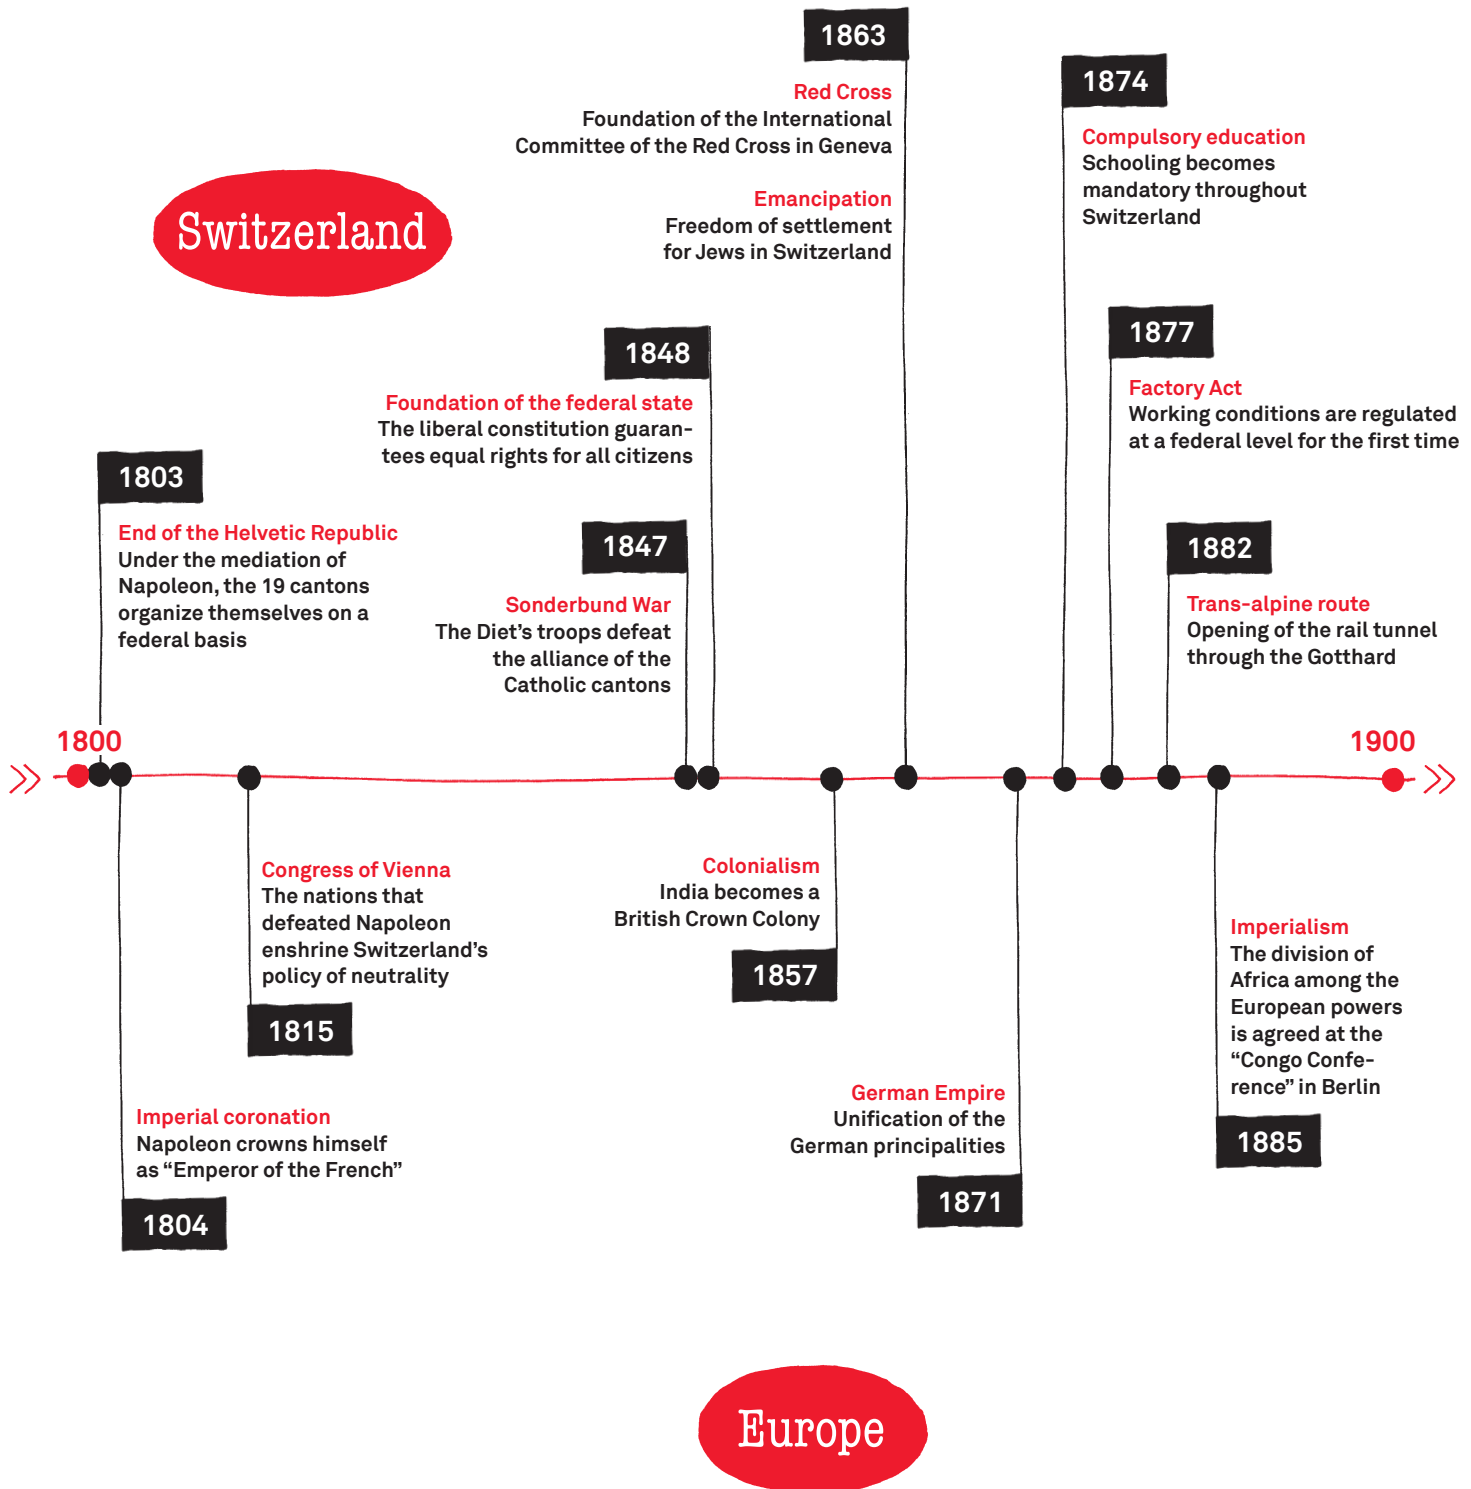 1863
Red Cross
Foundation of the International
Committee of the Red Cross in Geneva
Emancipation
Freedom of settlement
for Jews in Switzerland
1874
Compulsory education
Schooling becomes
mandatory throughout
Switzerland
Switzerland
1848
Foundation of the federal state
The liberal constitution guaran-
tees equal rights for all citizens
1877
Factory Act
Working conditions are regulated
at a federal level for the first time
1803
End of the Helvetic Republic
Under the mediation of
Napoleon, the 19 cantons
organize themselves on a
federal basis
1847
Sonderbund War
The Diet’s troops defeat
the alliance of the
Catholic cantons
1882
Trans-alpine route
Opening of the rail tunnel
through the Gotthard
1800
1900
Congress of Vienna
The nations that
defeated Napoleon
enshrine Switzerland’s
policy of neutrality
1815
Colonialism
India becomes a
British Crown Colony
1857
Imperialism
The division of
Africa among the
European powers
is agreed at the
“Congo Confe-
rence” in Berlin
1885
Imperial coronation
Napoleon crowns himself
as “Emperor of the French”
1804
German Empire
Unification of the
German principalities
1871
Europe